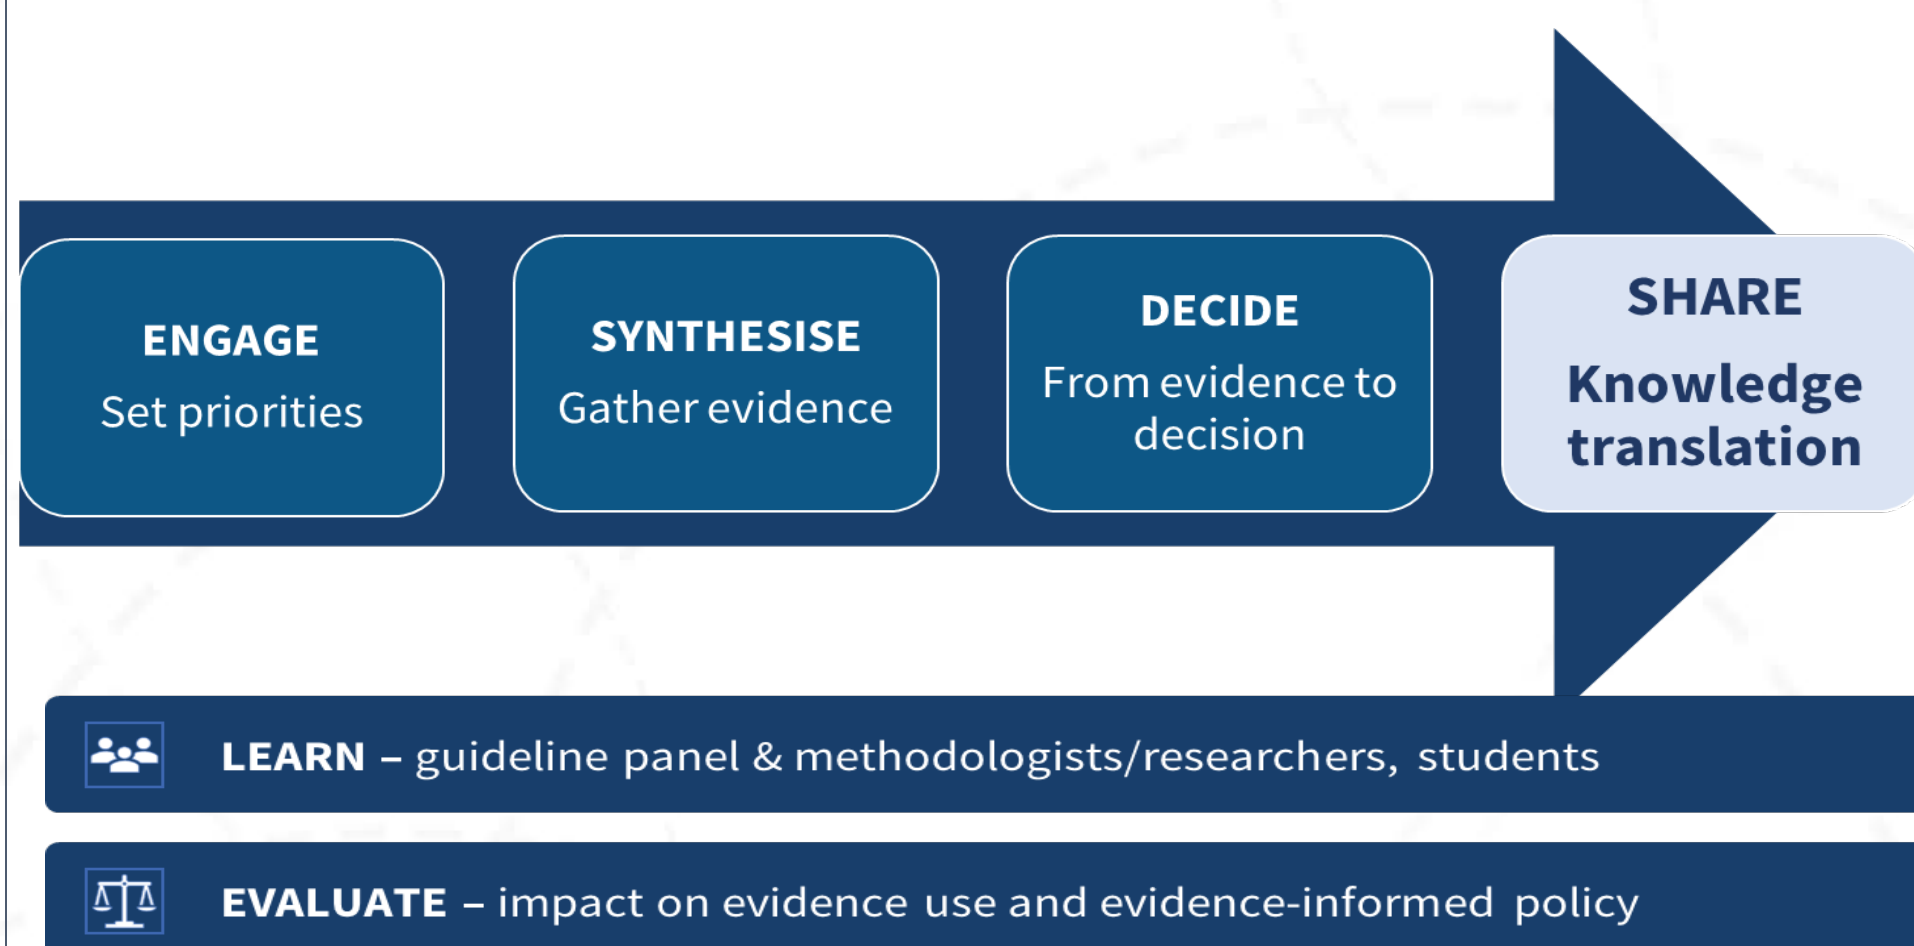 ENGAGE
Set priorities
SYNTHESISE
Gather evidence
DECIDE
From evidence to
decision
SHARE
Knowledge
translation
LEARN – guideline panel & methodologists/researchers, students
EVALUATE – impact on evidence use and evidence-informed policy